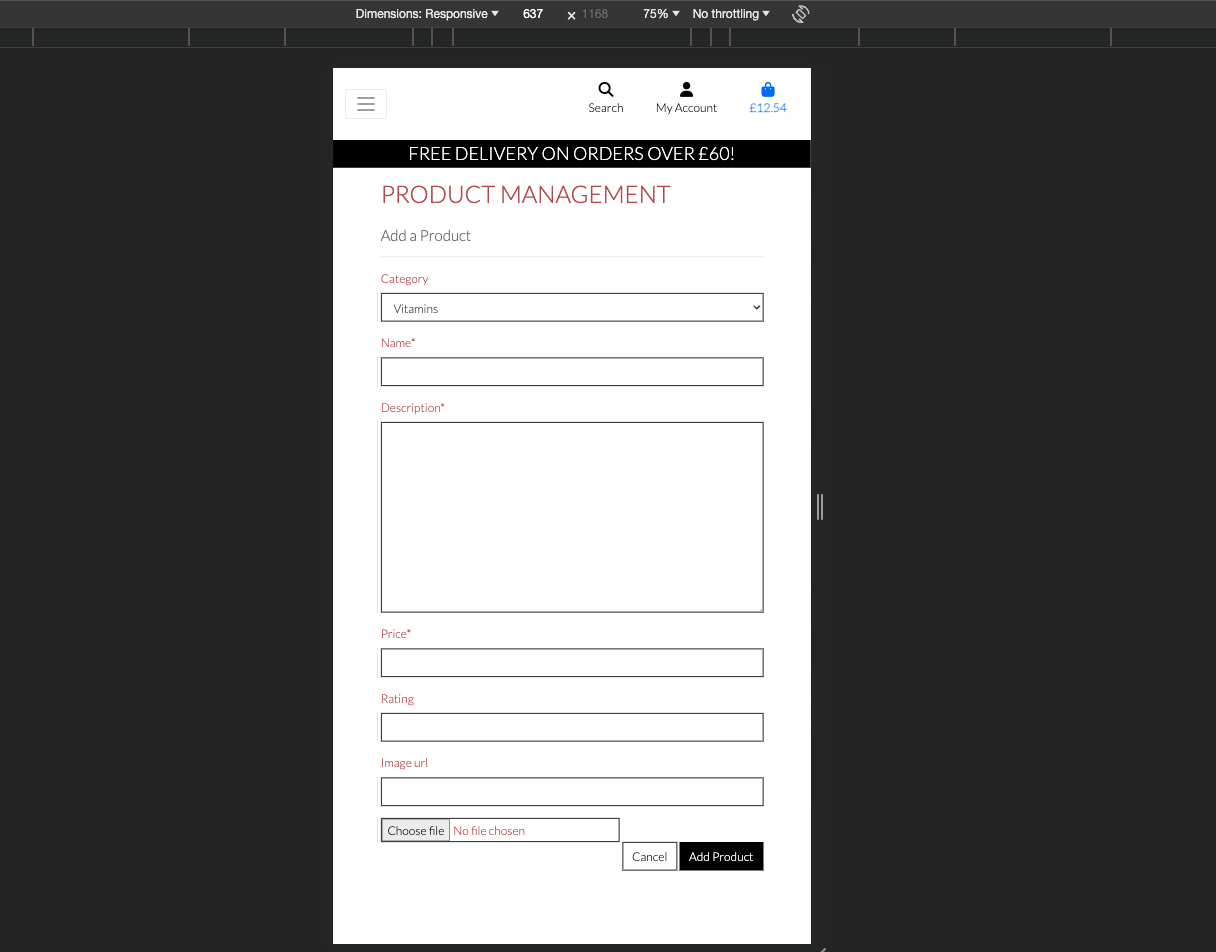 Dimensions: Responsive 637 x 1168 75% No throttling
Search My Account £12.54
FREE DELIVERY ON ORDERS OVER £60!
PRODUCT MANAGEMENT
Add a Product
Category
Vitamins
Name*
Description*
Price*
Rating
Image url
Choose file No file chosen
Cancel Add Product